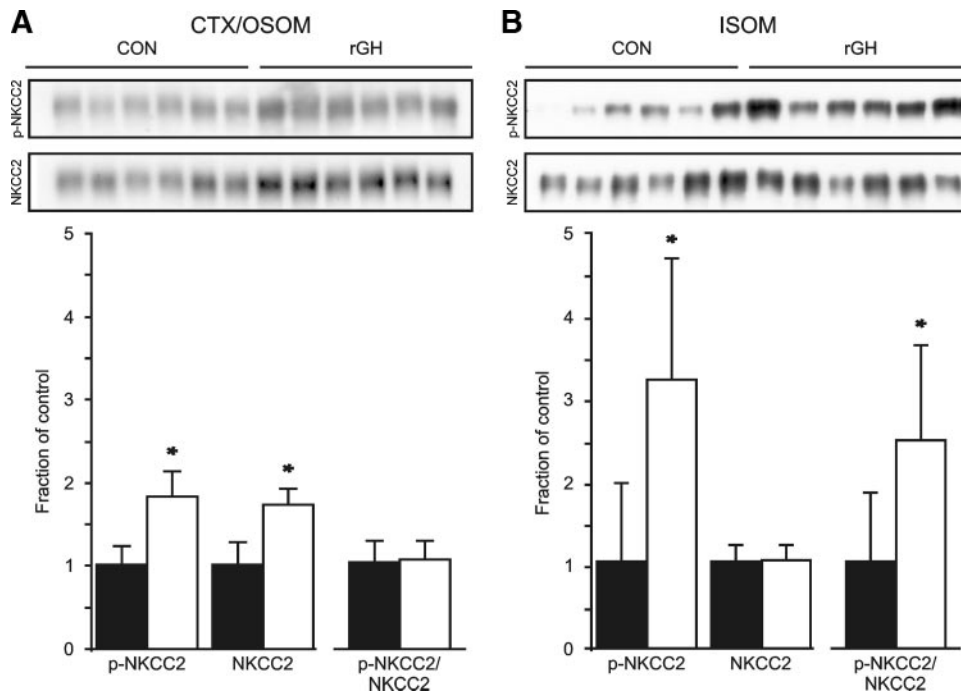 A CTX/OSOM
CON rGH
p-NKCC2
NKCC2
5
4
3
2
1
0
Fraction of control
*
*
p-NKCC2 NKCC2 p-NKCC2/
NKCC2
B ISOM
CON rGH
p-NKCC2
NKCC2
5
4
3
2
1
0
Fraction of control
*
*
p-NKCC2 NKCC2 p-NKCC2/
NKCC2